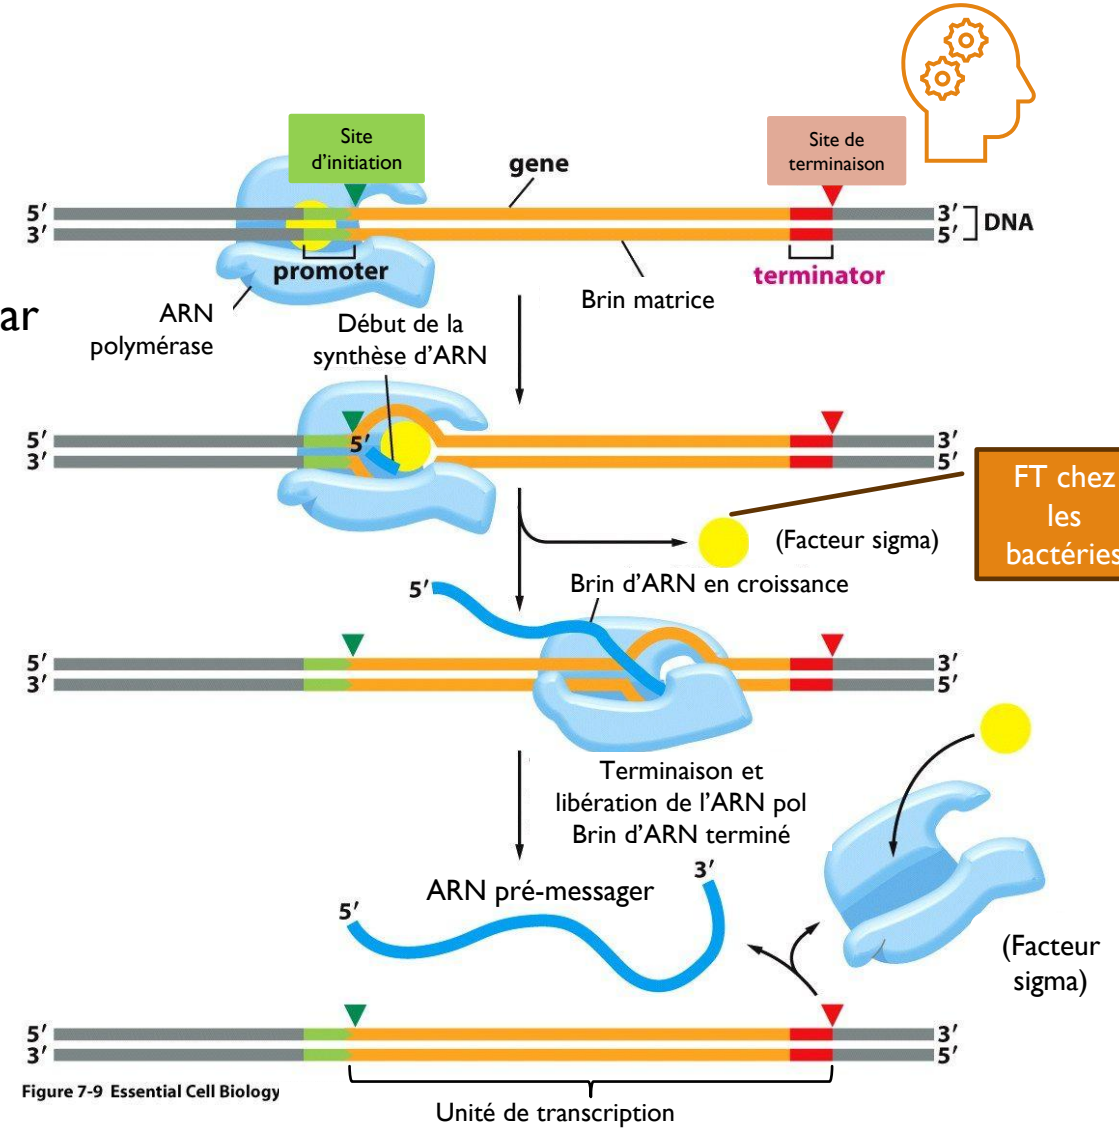 Site
d'initiation
gene
Site de
terminaison
5′
3′
3′
5′
DNA
promoter
terminator
Brin matrice
ar
ARN
polymérase
Début de la
synthèse d'ARN
5′
3′
5′
3′
5′
FT chez
les
bactéries
(Facteur sigma)
5′
Brin d'ARN en croissance
5′
3′
3′
5′
Terminaison et
libération de l'ARN pol
Brin d'ARN terminé
3′
ARN pré-messager
5′
(Facteur
sigma)
5′
3′
3′
5′
Figure 7-9 Essential Cell Biology
Unité de transcription